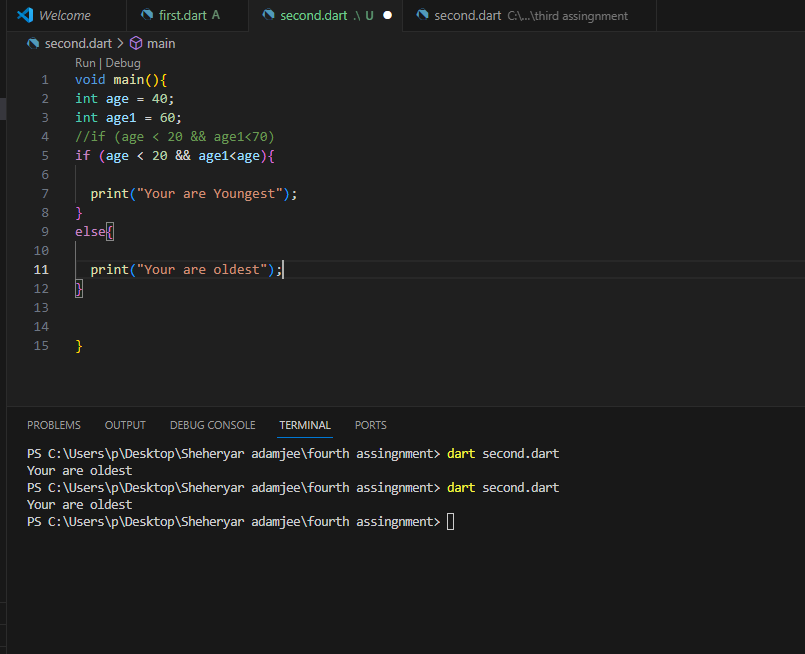 Welcome first.dart A second.dart .\ U second.dart C:\...\third assingnment
second.dart > main
Run | Debug
1 void main(){
2 int age = 40;
3 int age1 = 60;
4 //if (age < 20 && age1<70)
5 if (age < 20 && age1<age){
6
7 print("Your are Youngest");
8 }
9 else{
10
11 print("Your are oldest");
12 }
13
14
15 }
PROBLEMS OUTPUT DEBUG CONSOLE TERMINAL PORTS
PS C:\Users\p\Desktop\Sheheryar adamjee\fourth assingnment> dart second.dart
Your are oldest
PS C:\Users\p\Desktop\Sheheryar adamjee\fourth assingnment> dart second.dart
Your are oldest
PS C:\Users\p\Desktop\Sheheryar adamjee\fourth assingnment>